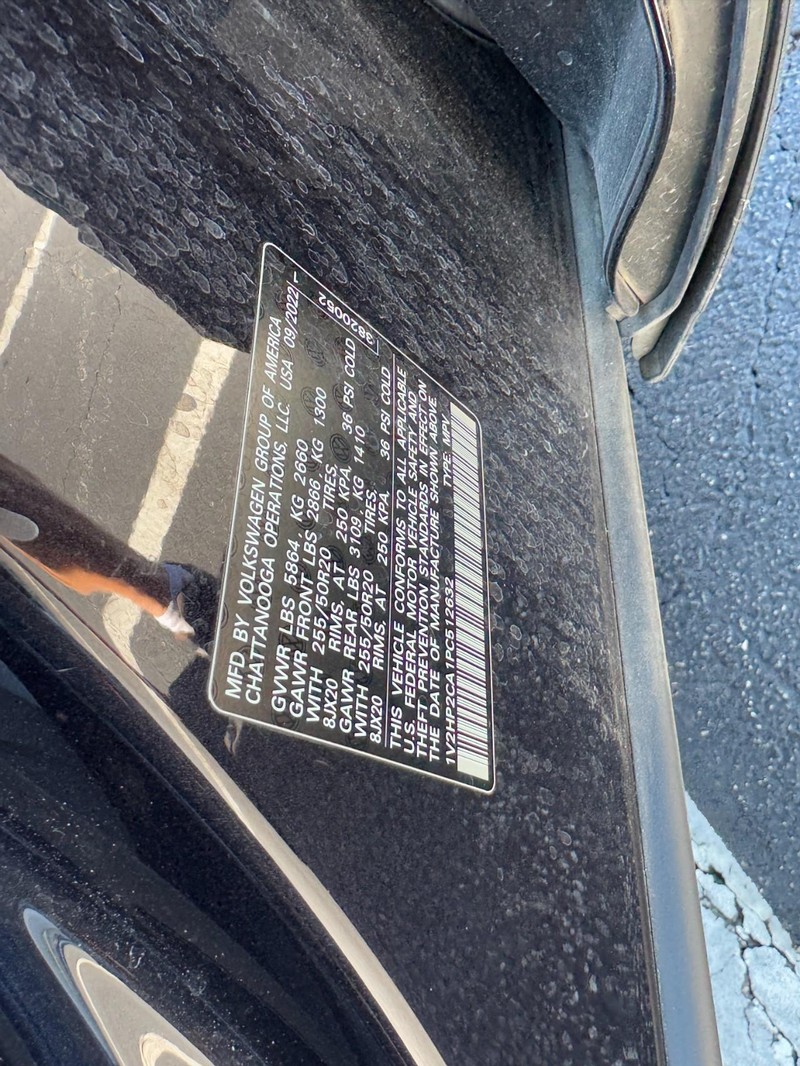 MFD. BY VOLKSWAGEN GROUP OF AMERICA
CHATTANOOGA OPERATIONS, LLC. USA 09/2022
GVWR LBS 5864, KG 2660
GAWR FRONT LBS 2866, KG 1300
WITH 255/50R20 TIRES,
8JX20 RIMS, AT 250 KPA, 36 PSI COLD
GAWR REAR LBS 3109, KG 1410
WITH 255/50R20 TIRES,
8JX20 RIMS, AT 250 KPA, 36 PSI COLD
3820052
THIS VEHICLE CONFORMS TO ALL APPLICABLE
U.S. FEDERAL MOTOR VEHICLE SAFETY AND
THEFT PREVENTION STANDARDS IN EFFECT ON
THE DATE OF MANUFACTURE SHOWN ABOVE.
1V2HP2CA1PC512632 TYPE: MPV